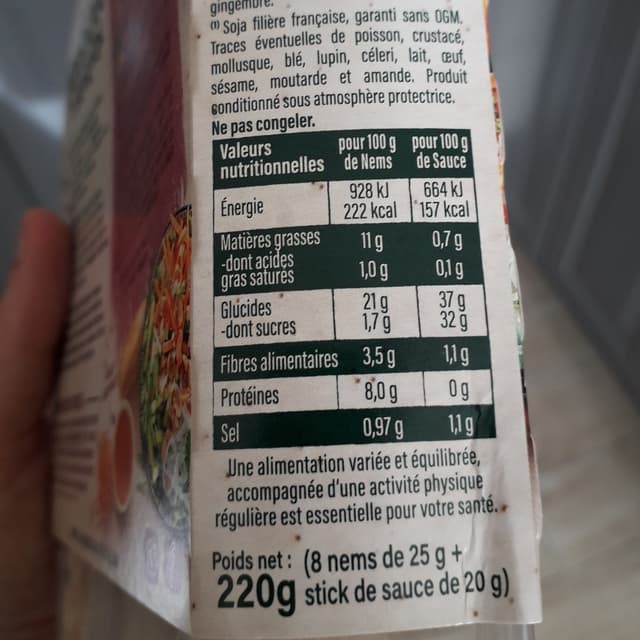 gingembre.
(1) Soja filière française, garanti sans OGM.
Traces éventuelles de poisson, crustacé,
mollusque, blé, lupin, céleri, lait, œuf,
sésame, moutarde et amande. Produit
conditionné sous atmosphère protectrice.
Ne pas congeler.
Valeurs nutritionnelles pour 100 g de Nems pour 100 g de Sauce
Énergie 928 kJ 222 kcal 664 kJ 157 kcal
Matières grasses 11 g 0,7 g
-dont acides gras saturés 1,0 g 0,1 g
Glucides 21 g 37 g
-dont sucres 1,7 g 32 g
Fibres alimentaires 3,5 g 1,1 g
Protéines 8,0 g 0 g
Sel 0,97 g 1,1 g
Une alimentation variée et équilibrée,
accompagnée d'une activité physique
régulière est essentielle pour votre santé.
Poids net : (8 nems de 25 g +
220g stick de sauce de 20 g)